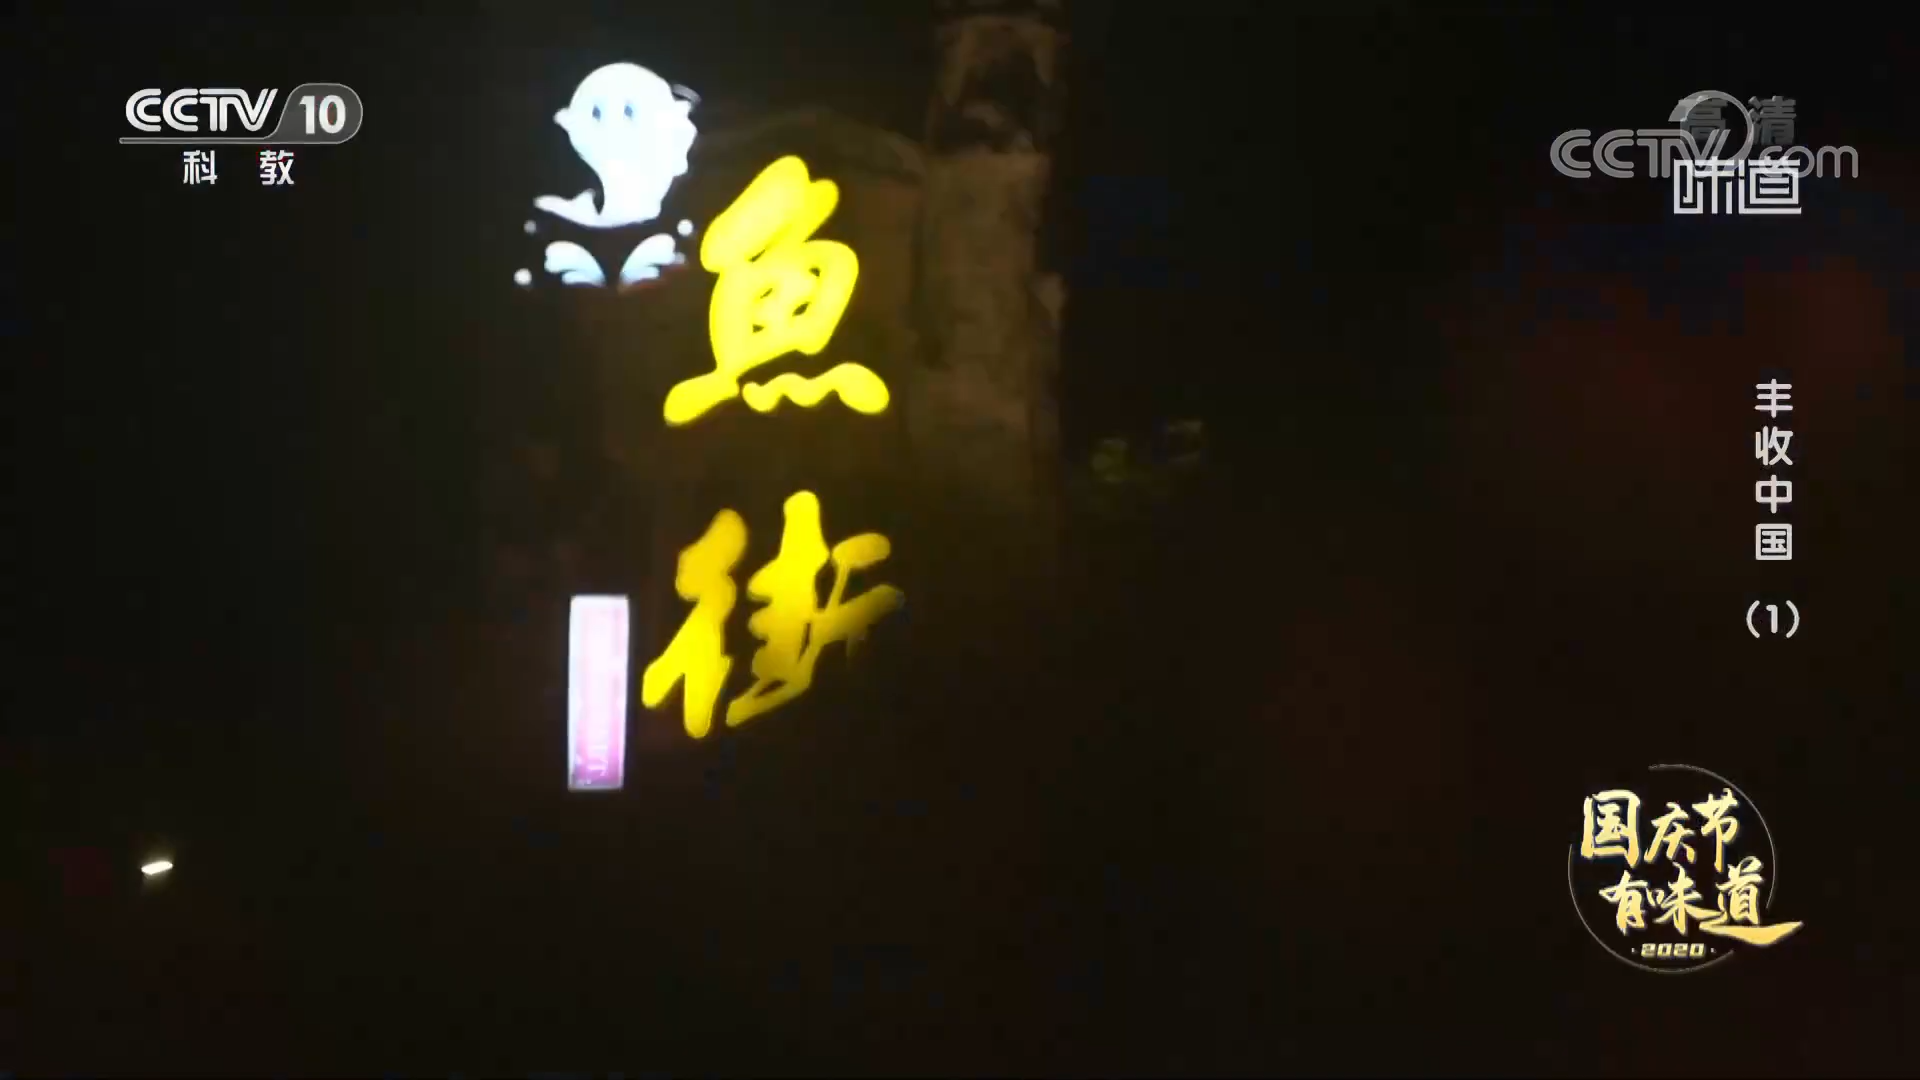 CCTV 10
科 教
高清
CCTV com
味道
魚街
丰收中国 (1)
国庆节
有味道
·2020·